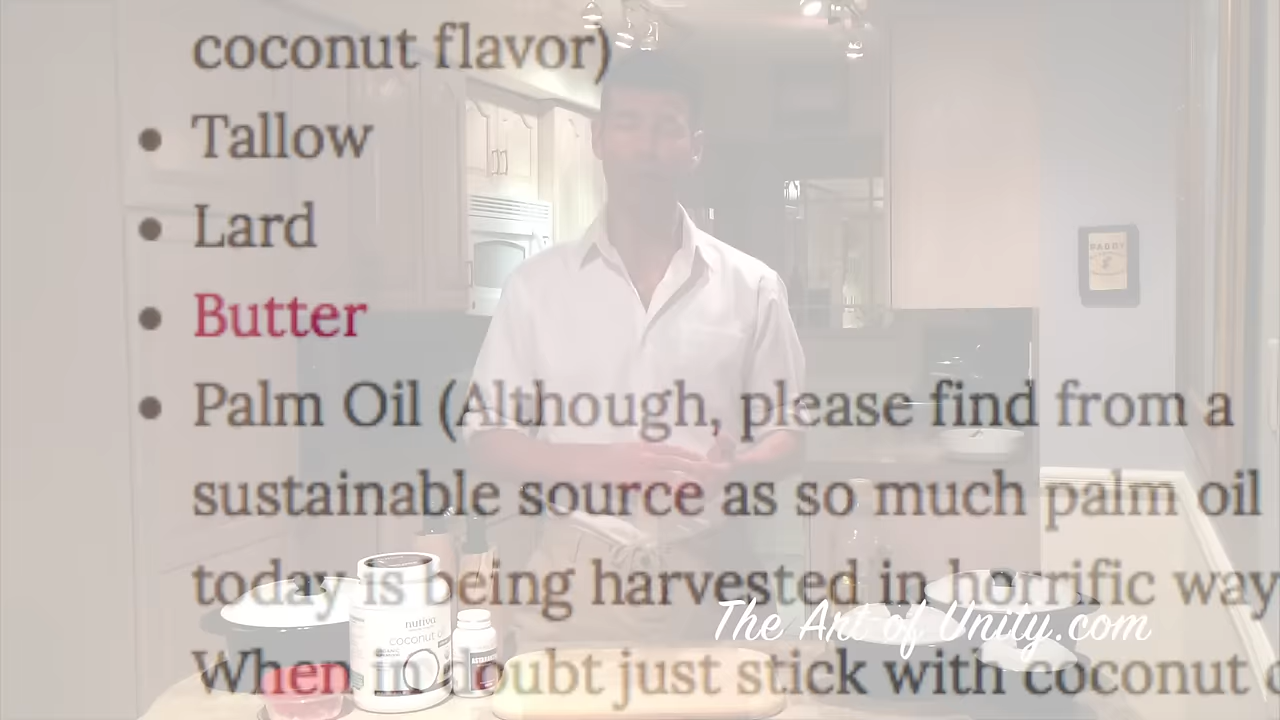 coconut flavor)
• Tallow
• Lard
• Butter
PADDY
• Palm Oil (Although, please find from a
sustainable source as so much palm oil
today is being harvested in horrific way
The Art of Unity.com
nutiva
coconut
When in doubt just stick with coconut